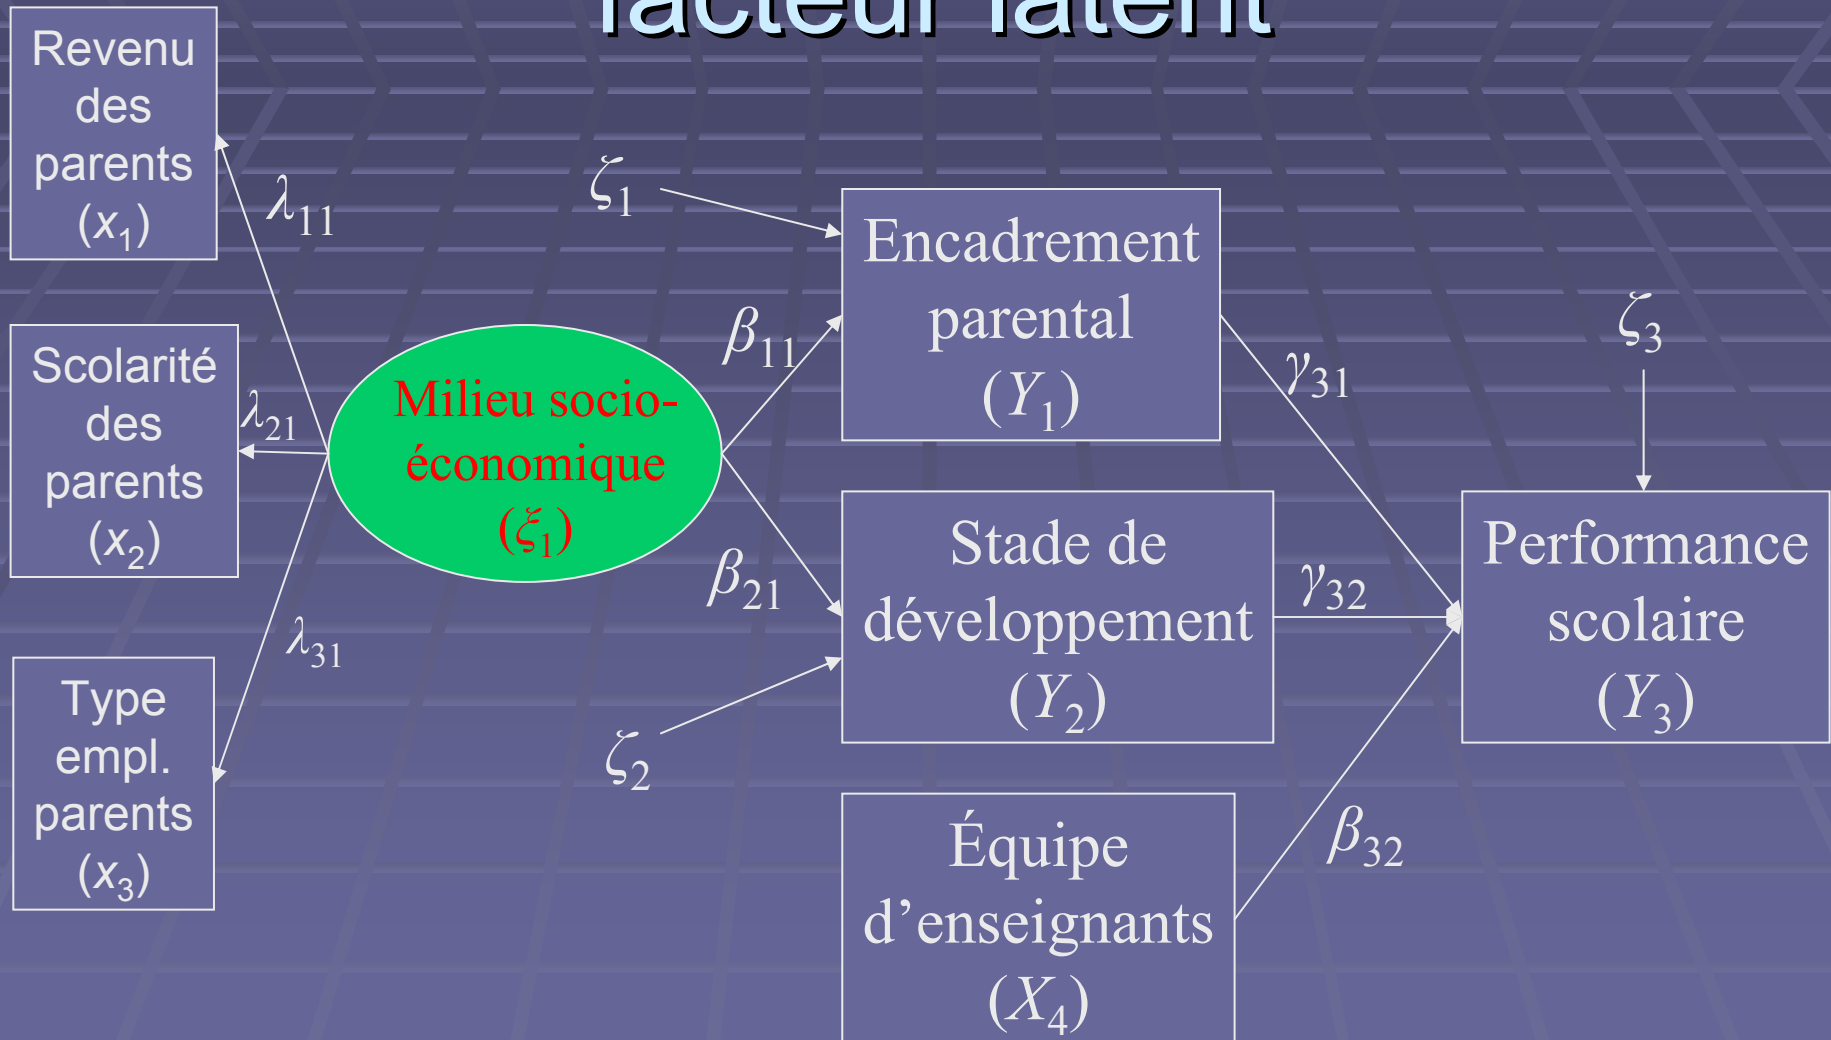 facteur latent
Revenu
des
parents
(x₁)
λ₁₁
ζ₁
Encadrement
parental
(Y₁)
β₁₁
γ₃₁
ζ₃
Scolarité
des
parents
(x₂)
λ₂₁
Milieu socio-
économique
(ξ₁)
β₂₁
Stade de
développement
(Y₂)
γ₃₂
Performance
scolaire
(Y₃)
λ₃₁
ζ₂
Type
empl.
parents
(x₃)
Équipe
d’enseignants
(X₄)
β₃₂